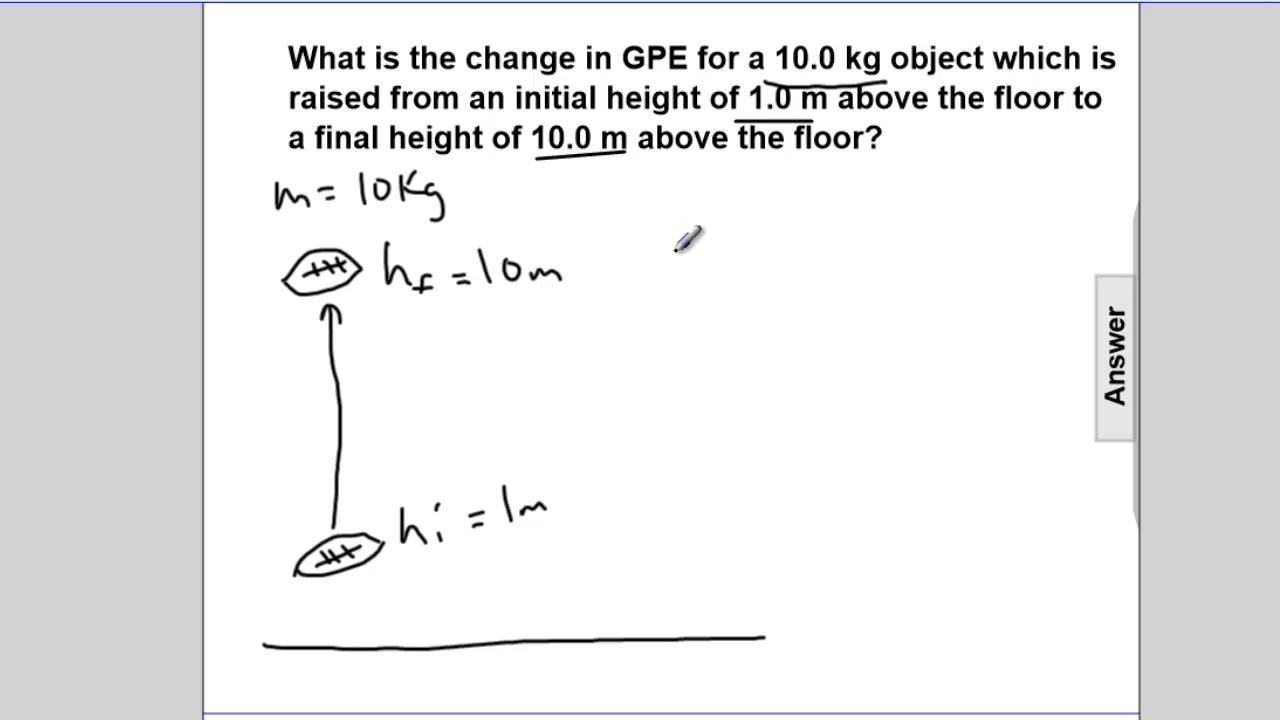 What is the change in GPE for a 10.0 kg object which is
raised from an initial height of 1.0 m above the floor to
a final height of 10.0 m above the floor?
m = 10Kg
hf = 10m
Answer
hi = 1m